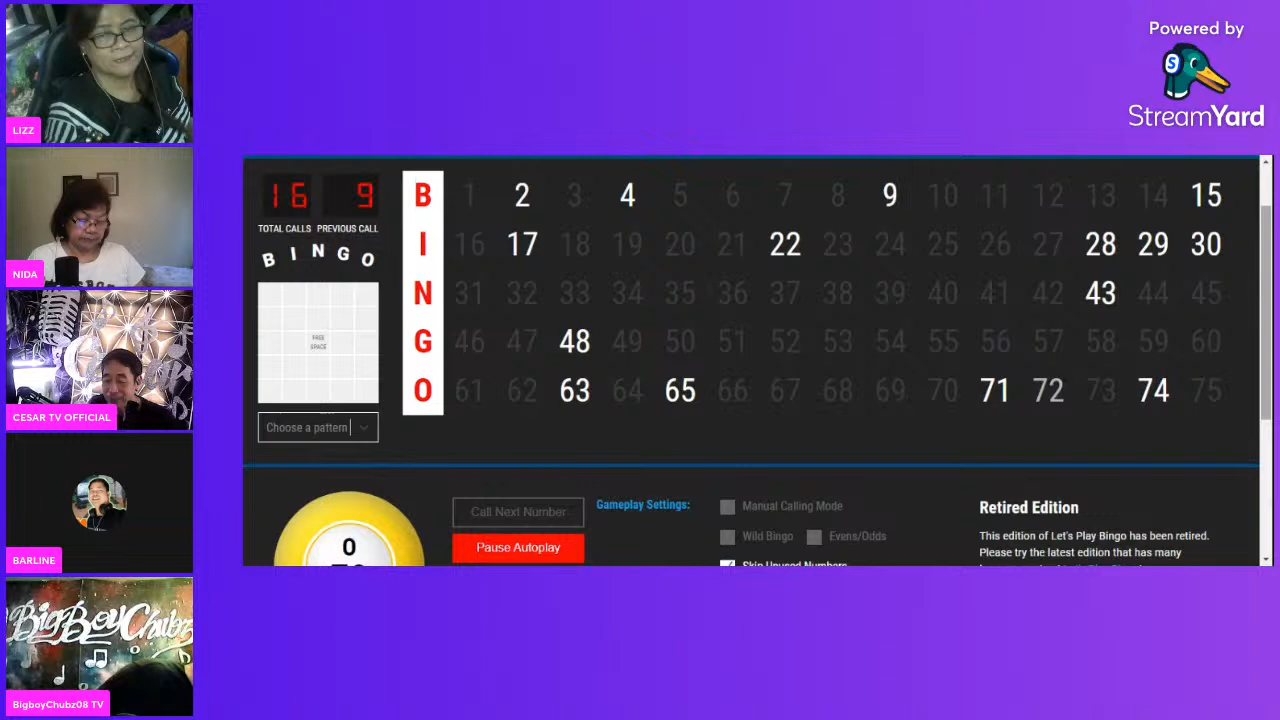 Powered by
StreamYard
LIZZ
NIDA
CESAR TV OFFICIAL
BARLINE
BigBoyChubz
BigboyChubz08 TV
16 9
TOTAL CALLS PREVIOUS CALL
B I N G O
FREE
SPACE
Choose a pattern
B 1 2 3 4 5 6 7 8 9 10 11 12 13 14 15
I 16 17 18 19 20 21 22 23 24 25 26 27 28 29 30
N 31 32 33 34 35 36 37 38 39 40 41 42 43 44 45
G 46 47 48 49 50 51 52 53 54 55 56 57 58 59 60
O 61 62 63 64 65 66 67 68 69 70 71 72 73 74 75
O
Call Next Number
Pause Autoplay
Gameplay Settings:
Manual Calling Mode
Wild Bingo Evens/Odds
Skip Unused Numbers
Retired Edition
This edition of Let's Play Bingo has been retired.
Please try the latest edition that has many